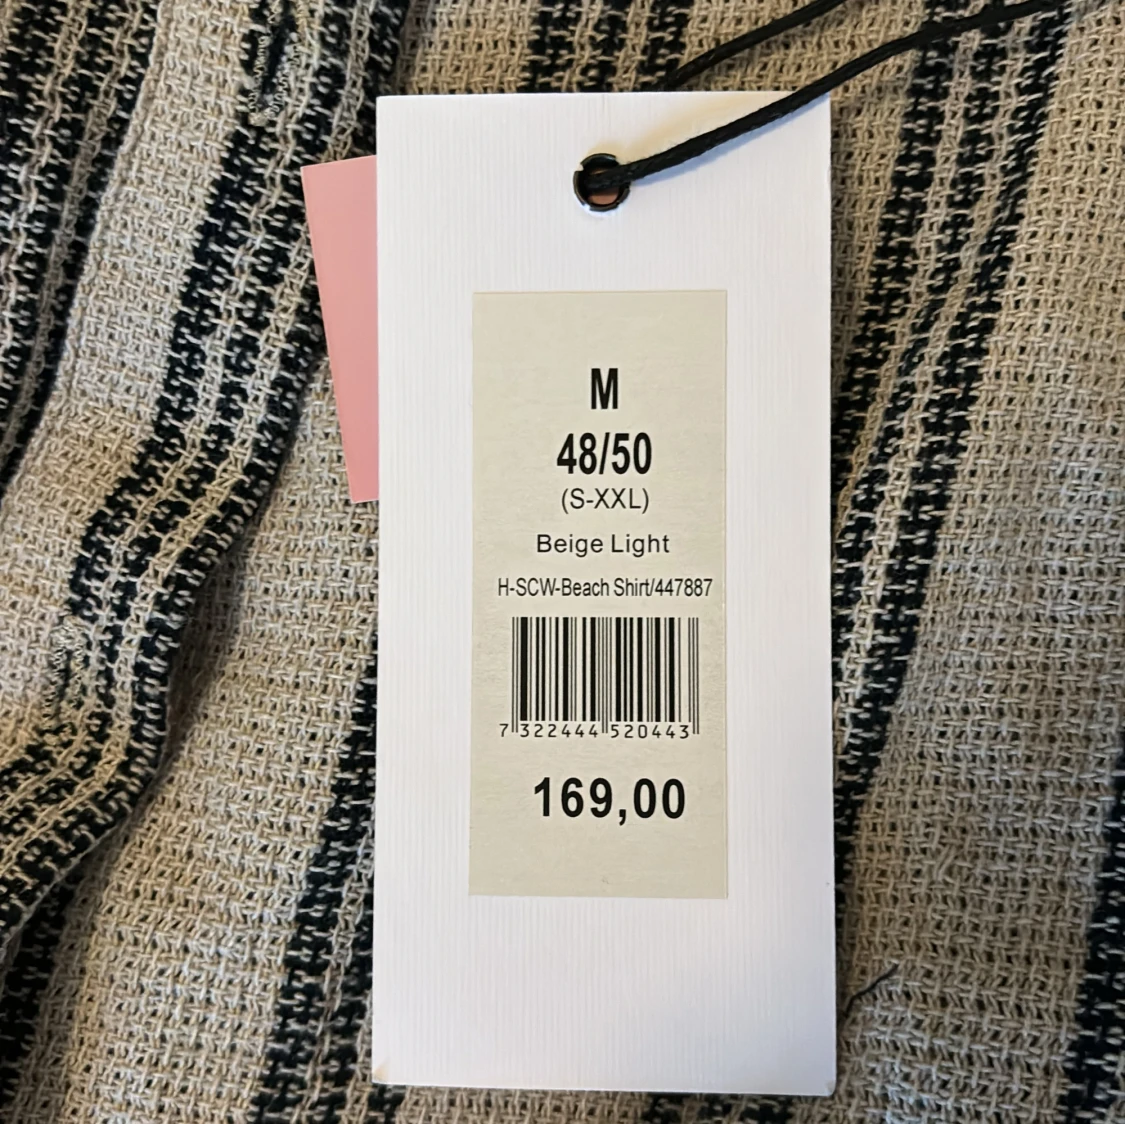 M
48/50
(S-XXL)
Beige Light
H-SCW-Beach Shirt/447887
7 322444 520443
169,00